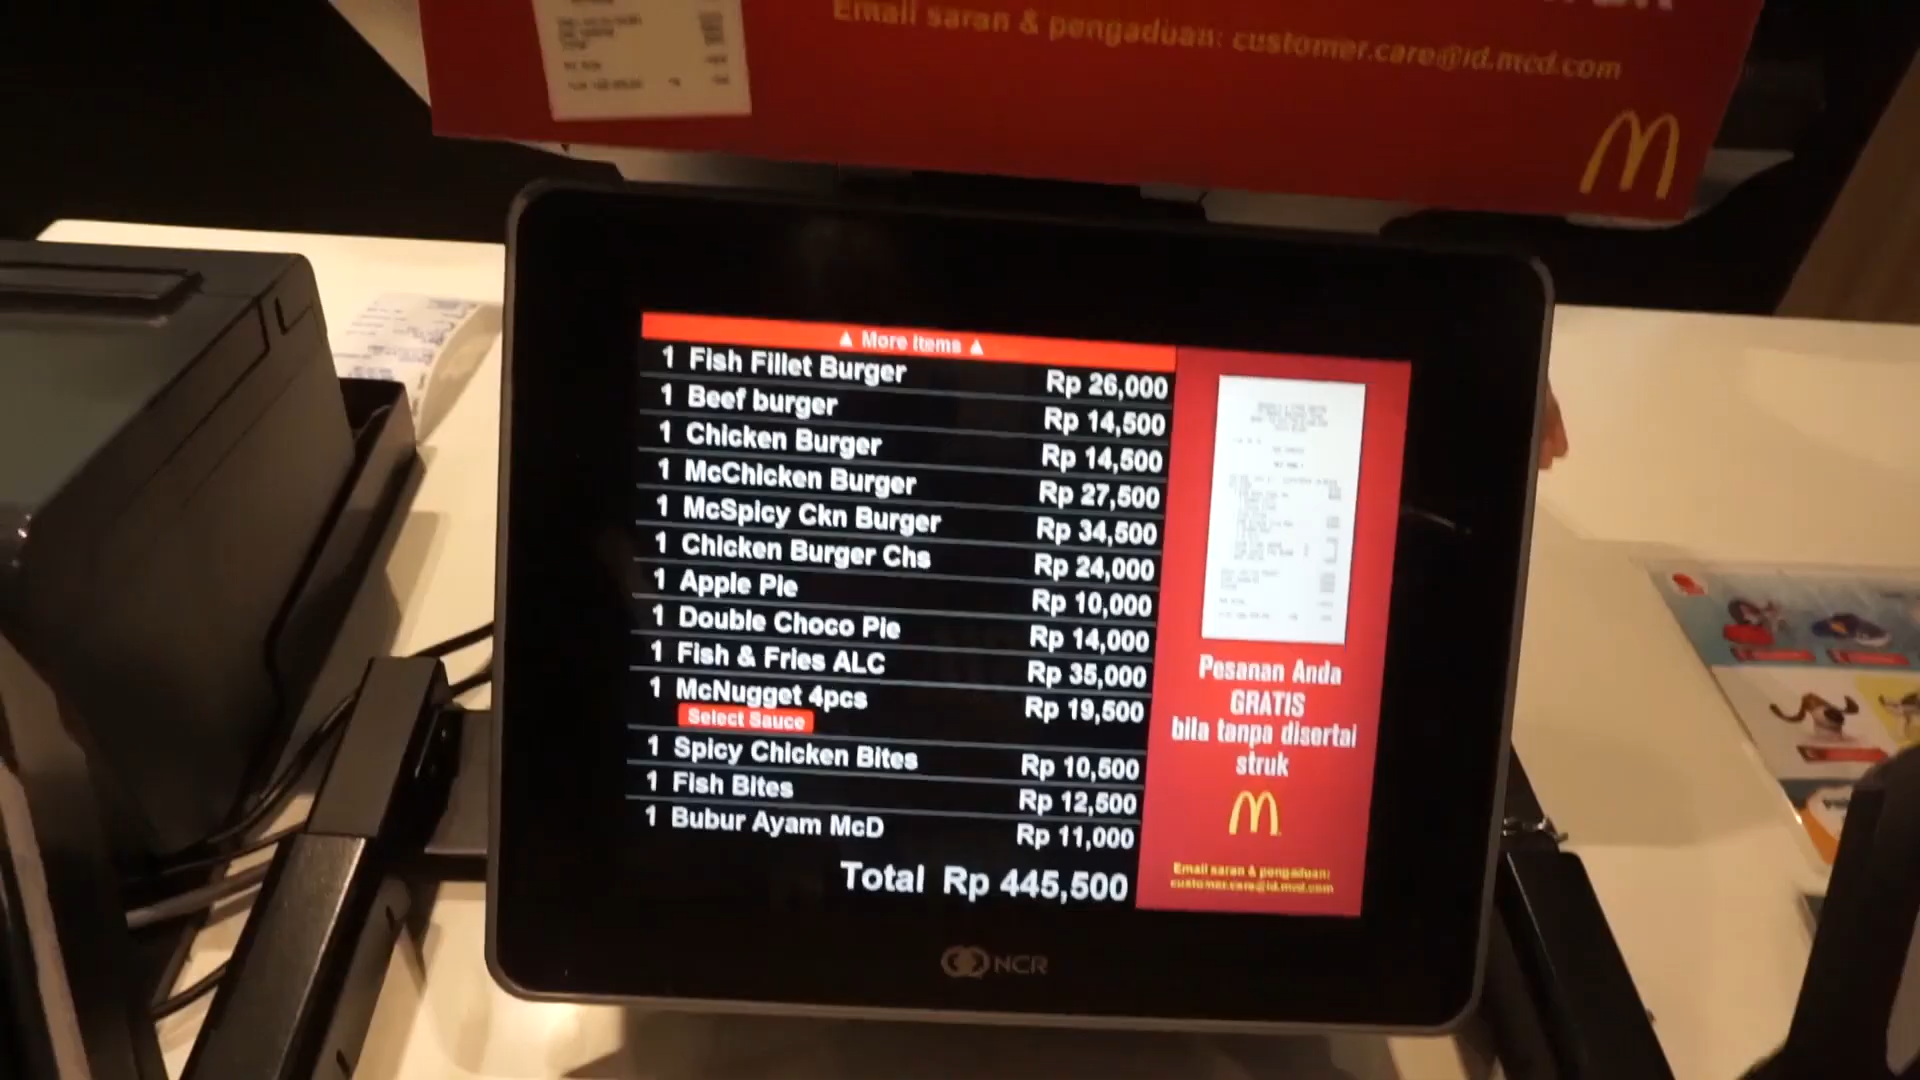 Email saran & pengaduan: customer.care@id.mcd.com
▲ More Items ▲
1 Fish Fillet Burger Rp 26,000
1 Beef burger Rp 14,500
1 Chicken Burger Rp 14,500
1 McChicken Burger Rp 27,500
1 McSpicy Ckn Burger Rp 34,500
1 Chicken Burger Chs Rp 24,000
1 Apple Pie Rp 10,000
1 Double Choco Pie Rp 14,000
1 Fish & Fries ALC Rp 35,000
1 McNugget 4pcs Rp 19,500
Select Sauce
1 Spicy Chicken Bites Rp 10,500
1 Fish Bites Rp 12,500
1 Bubur Ayam McD Rp 11,000
Total Rp 445,500
Pesanan Anda
GRATIS
bila tanpa disertai
struk
Email saran & pengaduan:
customer.care@id.mcd.com
NCR